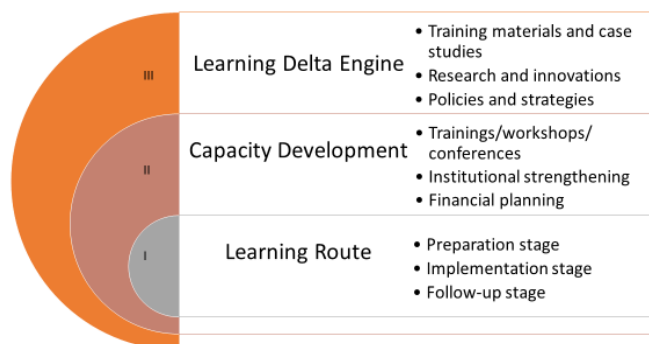 III
Learning Delta Engine
• Training materials and case
studies
• Research and innovations
• Policies and strategies
II
Capacity Development
• Trainings/workshops/
conferences
• Institutional strengthening
• Financial planning
I
Learning Route
• Preparation stage
• Implementation stage
• Follow-up stage